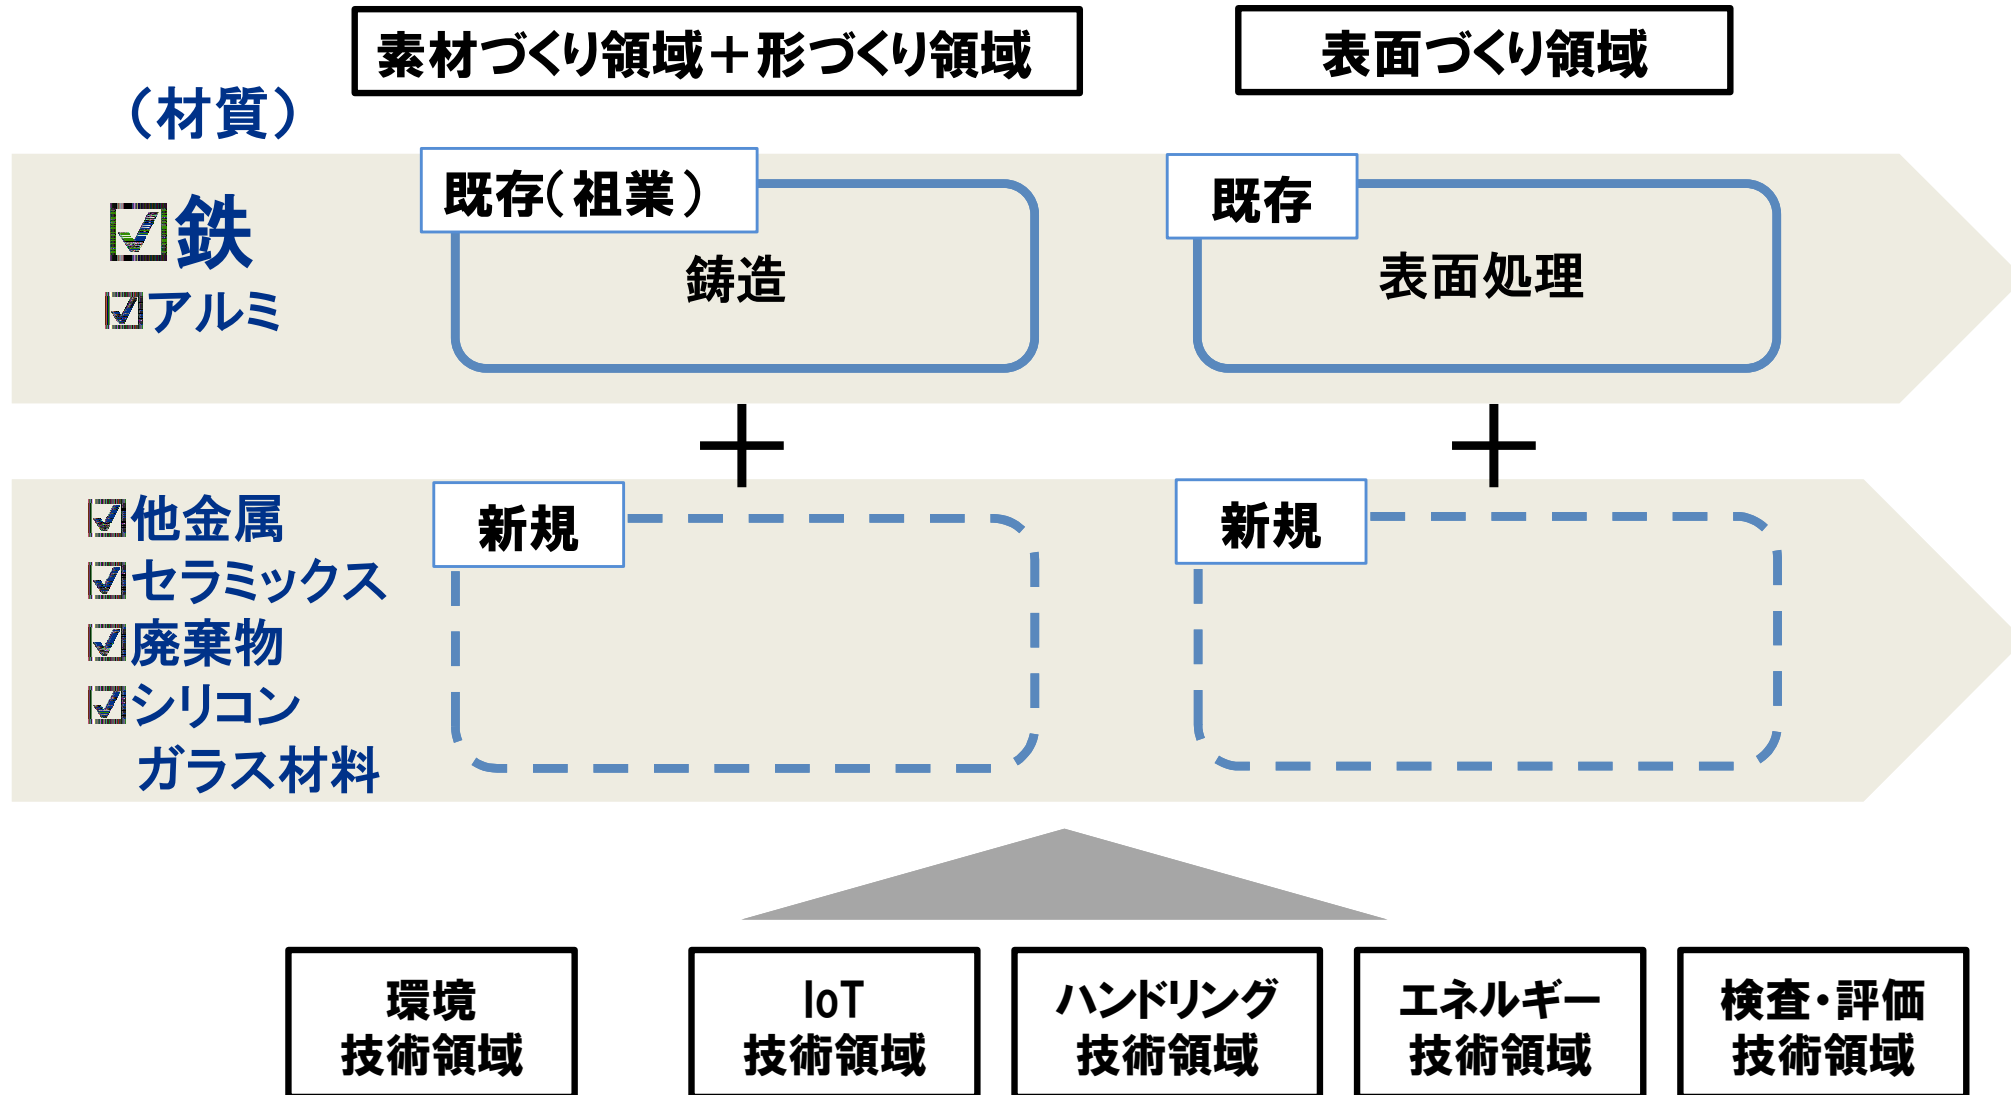 素材づくり領域＋形づくり領域
表面づくり領域
（材質）
既存（祖業）
既存
鉄
アルミ
鋳造
表面処理
＋
＋
新規
新規
他金属
セラミックス
廃棄物
シリコン
ガラス材料
環境
技術領域
IoT
技術領域
ハンドリング
技術領域
エネルギー
技術領域
検査・評価
技術領域